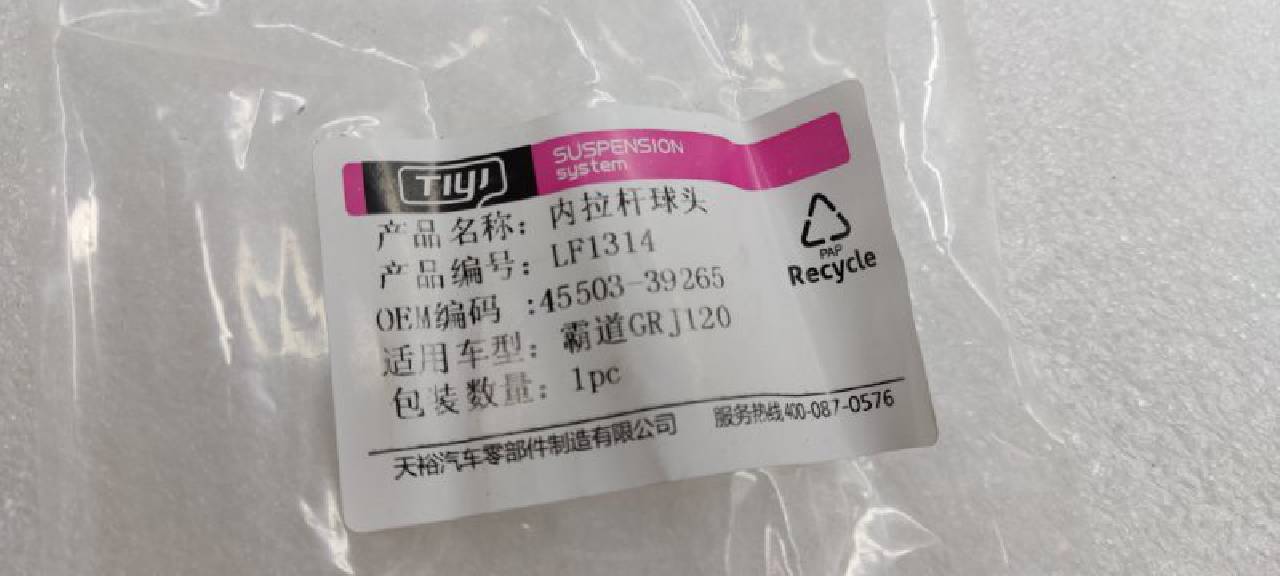 TIYI
SUSPENSION
system
产品名称：内拉杆球头
产品编号：LF1314
OEM编码 :45503-39265
适用车型：霸道GRJ120
包装数量：1pc
PAP
Recycle
天裕汽车零部件制造有限公司 服务热线400-087-0576